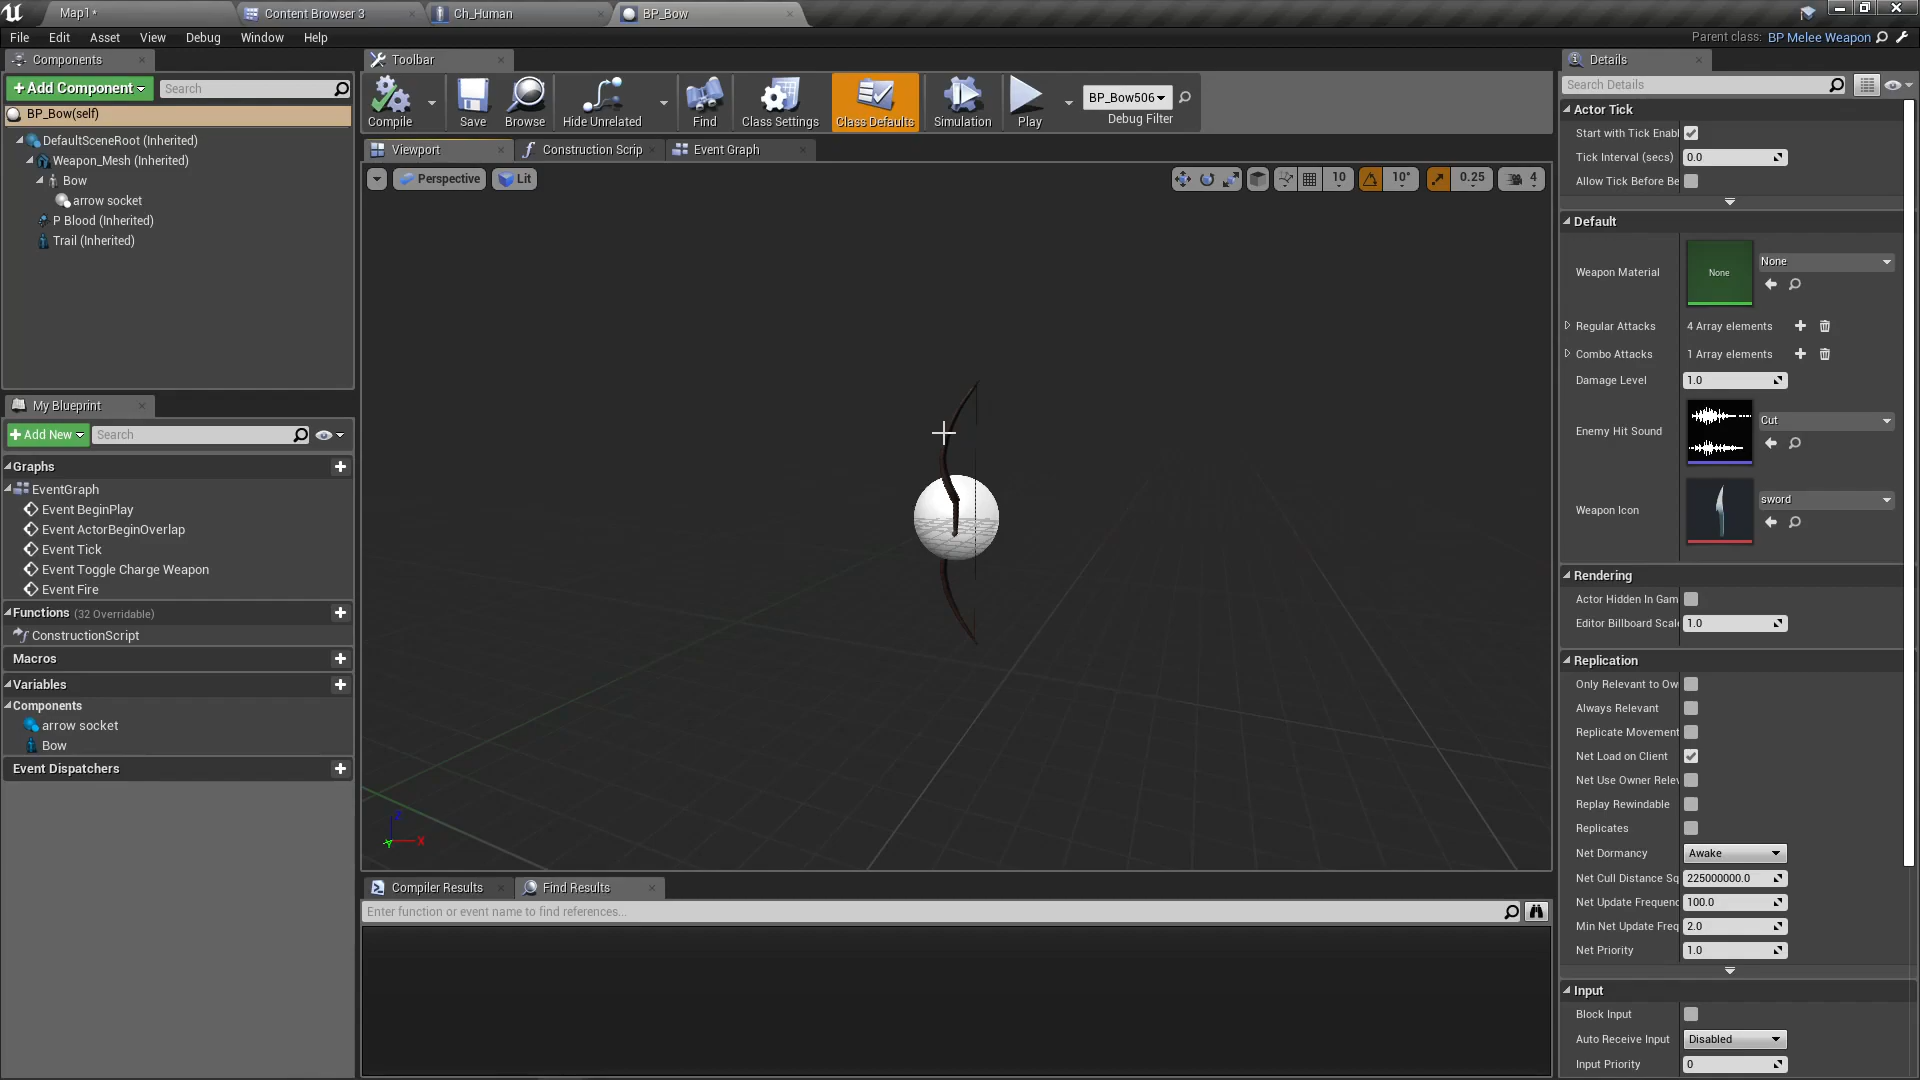 Map1*
Content Browser 3
Ch_Human
BP_Bow
File
Edit
Asset
View
Debug
Window
Help
Parent class: BP Melee Weapon
Components
+Add Component
Search
BP_Bow(self)
DefaultSceneRoot (Inherited)
Weapon_Mesh (Inherited)
Bow
arrow socket
P Blood (Inherited)
Trail (Inherited)
My Blueprint
+Add New
Search
Graphs
EventGraph
Event BeginPlay
Event ActorBeginOverlap
Event Tick
Event Toggle Charge Weapon
Event Fire
Functions (32 Overridable)
ConstructionScript
Macros
Variables
Components
arrow socket
Bow
Event Dispatchers
Toolbar
Compile
Save
Browse
Hide Unrelated
Find
Class Settings
Class Defaults
Simulation
Play
BP_Bow506
Debug Filter
Viewport
Construction Scrip
Event Graph
Perspective
Lit
10
10°
0.25
4
Z
X
Y
Compiler Results
Find Results
Enter function or event name to find references...
Details
Search Details
Actor Tick
Start with Tick Enabl
Tick Interval (secs) 0.0
Allow Tick Before Be
Default
Weapon Material
None
None
Regular Attacks 4 Array elements
Combo Attacks 1 Array elements
Damage Level 1.0
Enemy Hit Sound
Cut
Weapon Icon
sword
Rendering
Actor Hidden In Gam
Editor Billboard Scale 1.0
Replication
Only Relevant to Ow
Always Relevant
Replicate Movement
Net Load on Client
Net Use Owner Relev
Replay Rewindable
Replicates
Net Dormancy Awake
Net Cull Distance Sq 225000000.0
Net Update Frequenc 100.0
Min Net Update Freq 2.0
Net Priority 1.0
Input
Block Input
Auto Receive Input Disabled
Input Priority 0